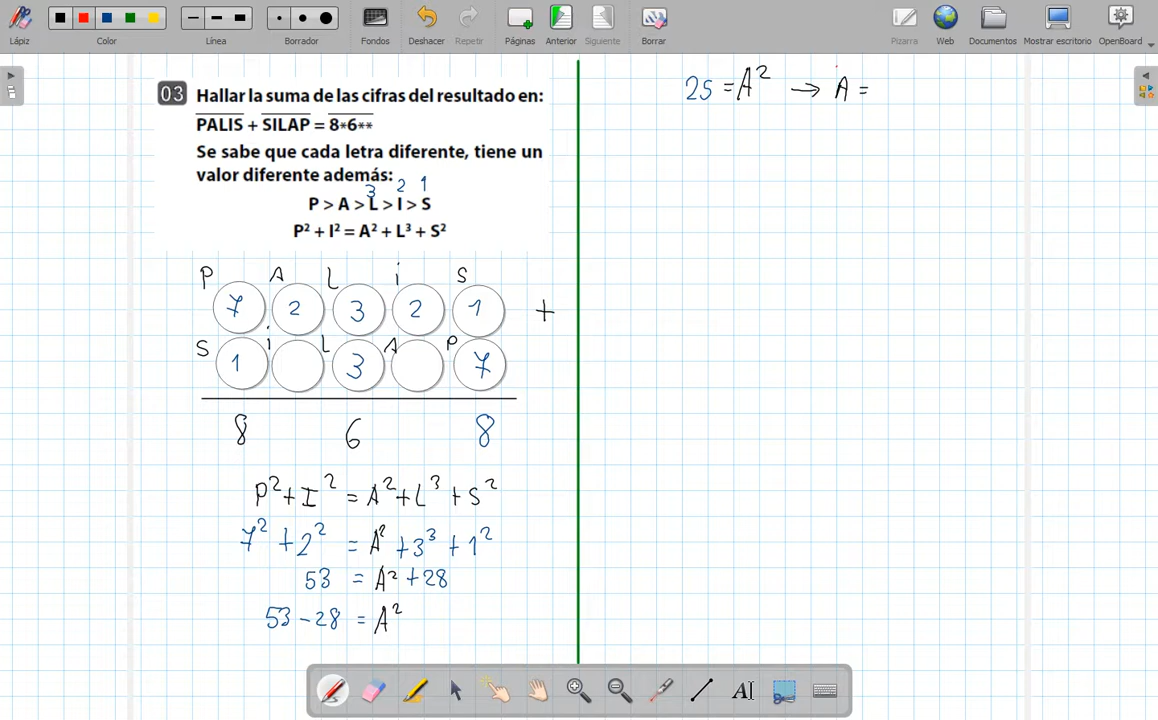 Lápiz Color Línea Borrador Fondos Deshacer Repetir Páginas Anterior Siguiente Borrar Pizarra Web Documentos Mostrar escritorio OpenBoard
03 Hallar la suma de las cifras del resultado en:
PALIS + SILAP = 8*6**
Se sabe que cada letra diferente, tiene un
valor diferente además:
3 2 1
P > A > L > I > S
P² + I² = A² + L³ + S²
P A L i S
7 2 3 2 1 +
S i L A P
1 3 7
8 6 8
P² + I² = A² + L³ + S²
7² + 2² = A² + 3³ + 1²
53 = A² + 28
53 - 28 = A²
25 = A² → A =
AI